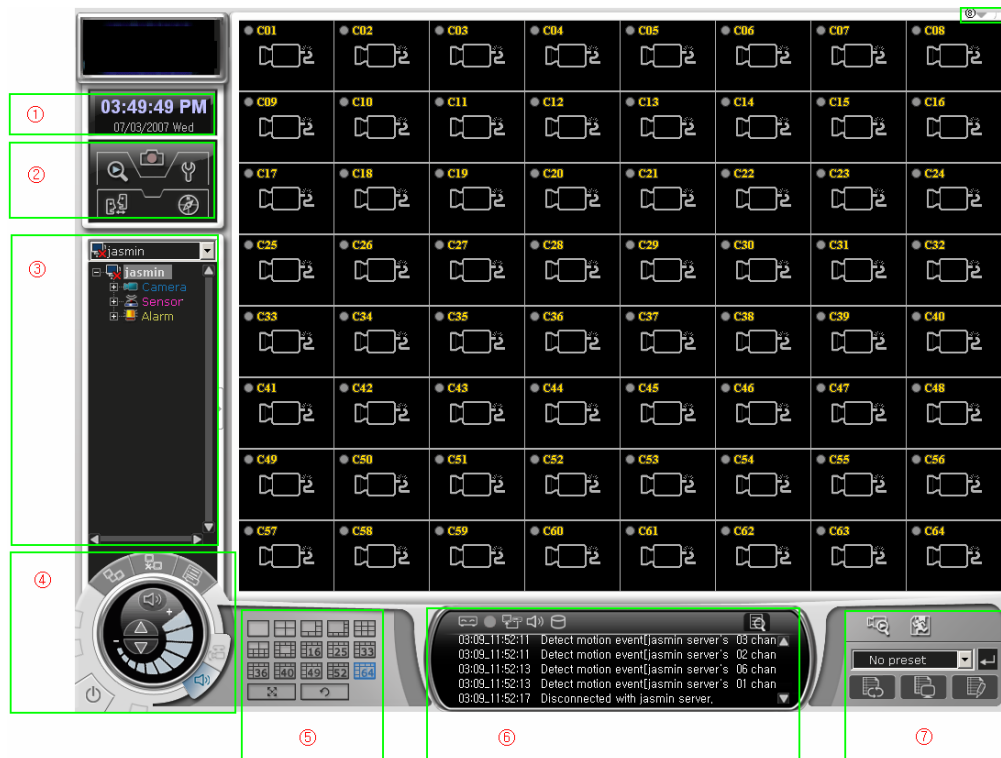 ⑧
C01 C02 C03 C04 C05 C06 C07 C08
①
03:49:49 PM
07/03/2007 Wed
C09 C10 C11 C12 C13 C14 C15 C16
②
C17 C18 C19 C20 C21 C22 C23 C24
③
jasmin
jasmin
Camera
Sensor
Alarm
C25 C26 C27 C28 C29 C30 C31 C32
C33 C34 C35 C36 C37 C38 C39 C40
C41 C42 C43 C44 C45 C46 C47 C48
C49 C50 C51 C52 C53 C54 C55 C56
C57 C58 C59 C60 C61 C62 C63 C64
④
+
-
16 25 33
36 40 49 52 64
03:09_11:52:11 Detect motion event[jasmin server's 03 chan
03:09_11:52:11 Detect motion event[jasmin server's 02 chan
03:09_11:52:13 Detect motion event[jasmin server's 06 chan
03:09_11:52:13 Detect motion event[jasmin server's 01 chan
03:09_11:52:17 Disconnected with jasmin server,
No preset
⑤
⑥
⑦